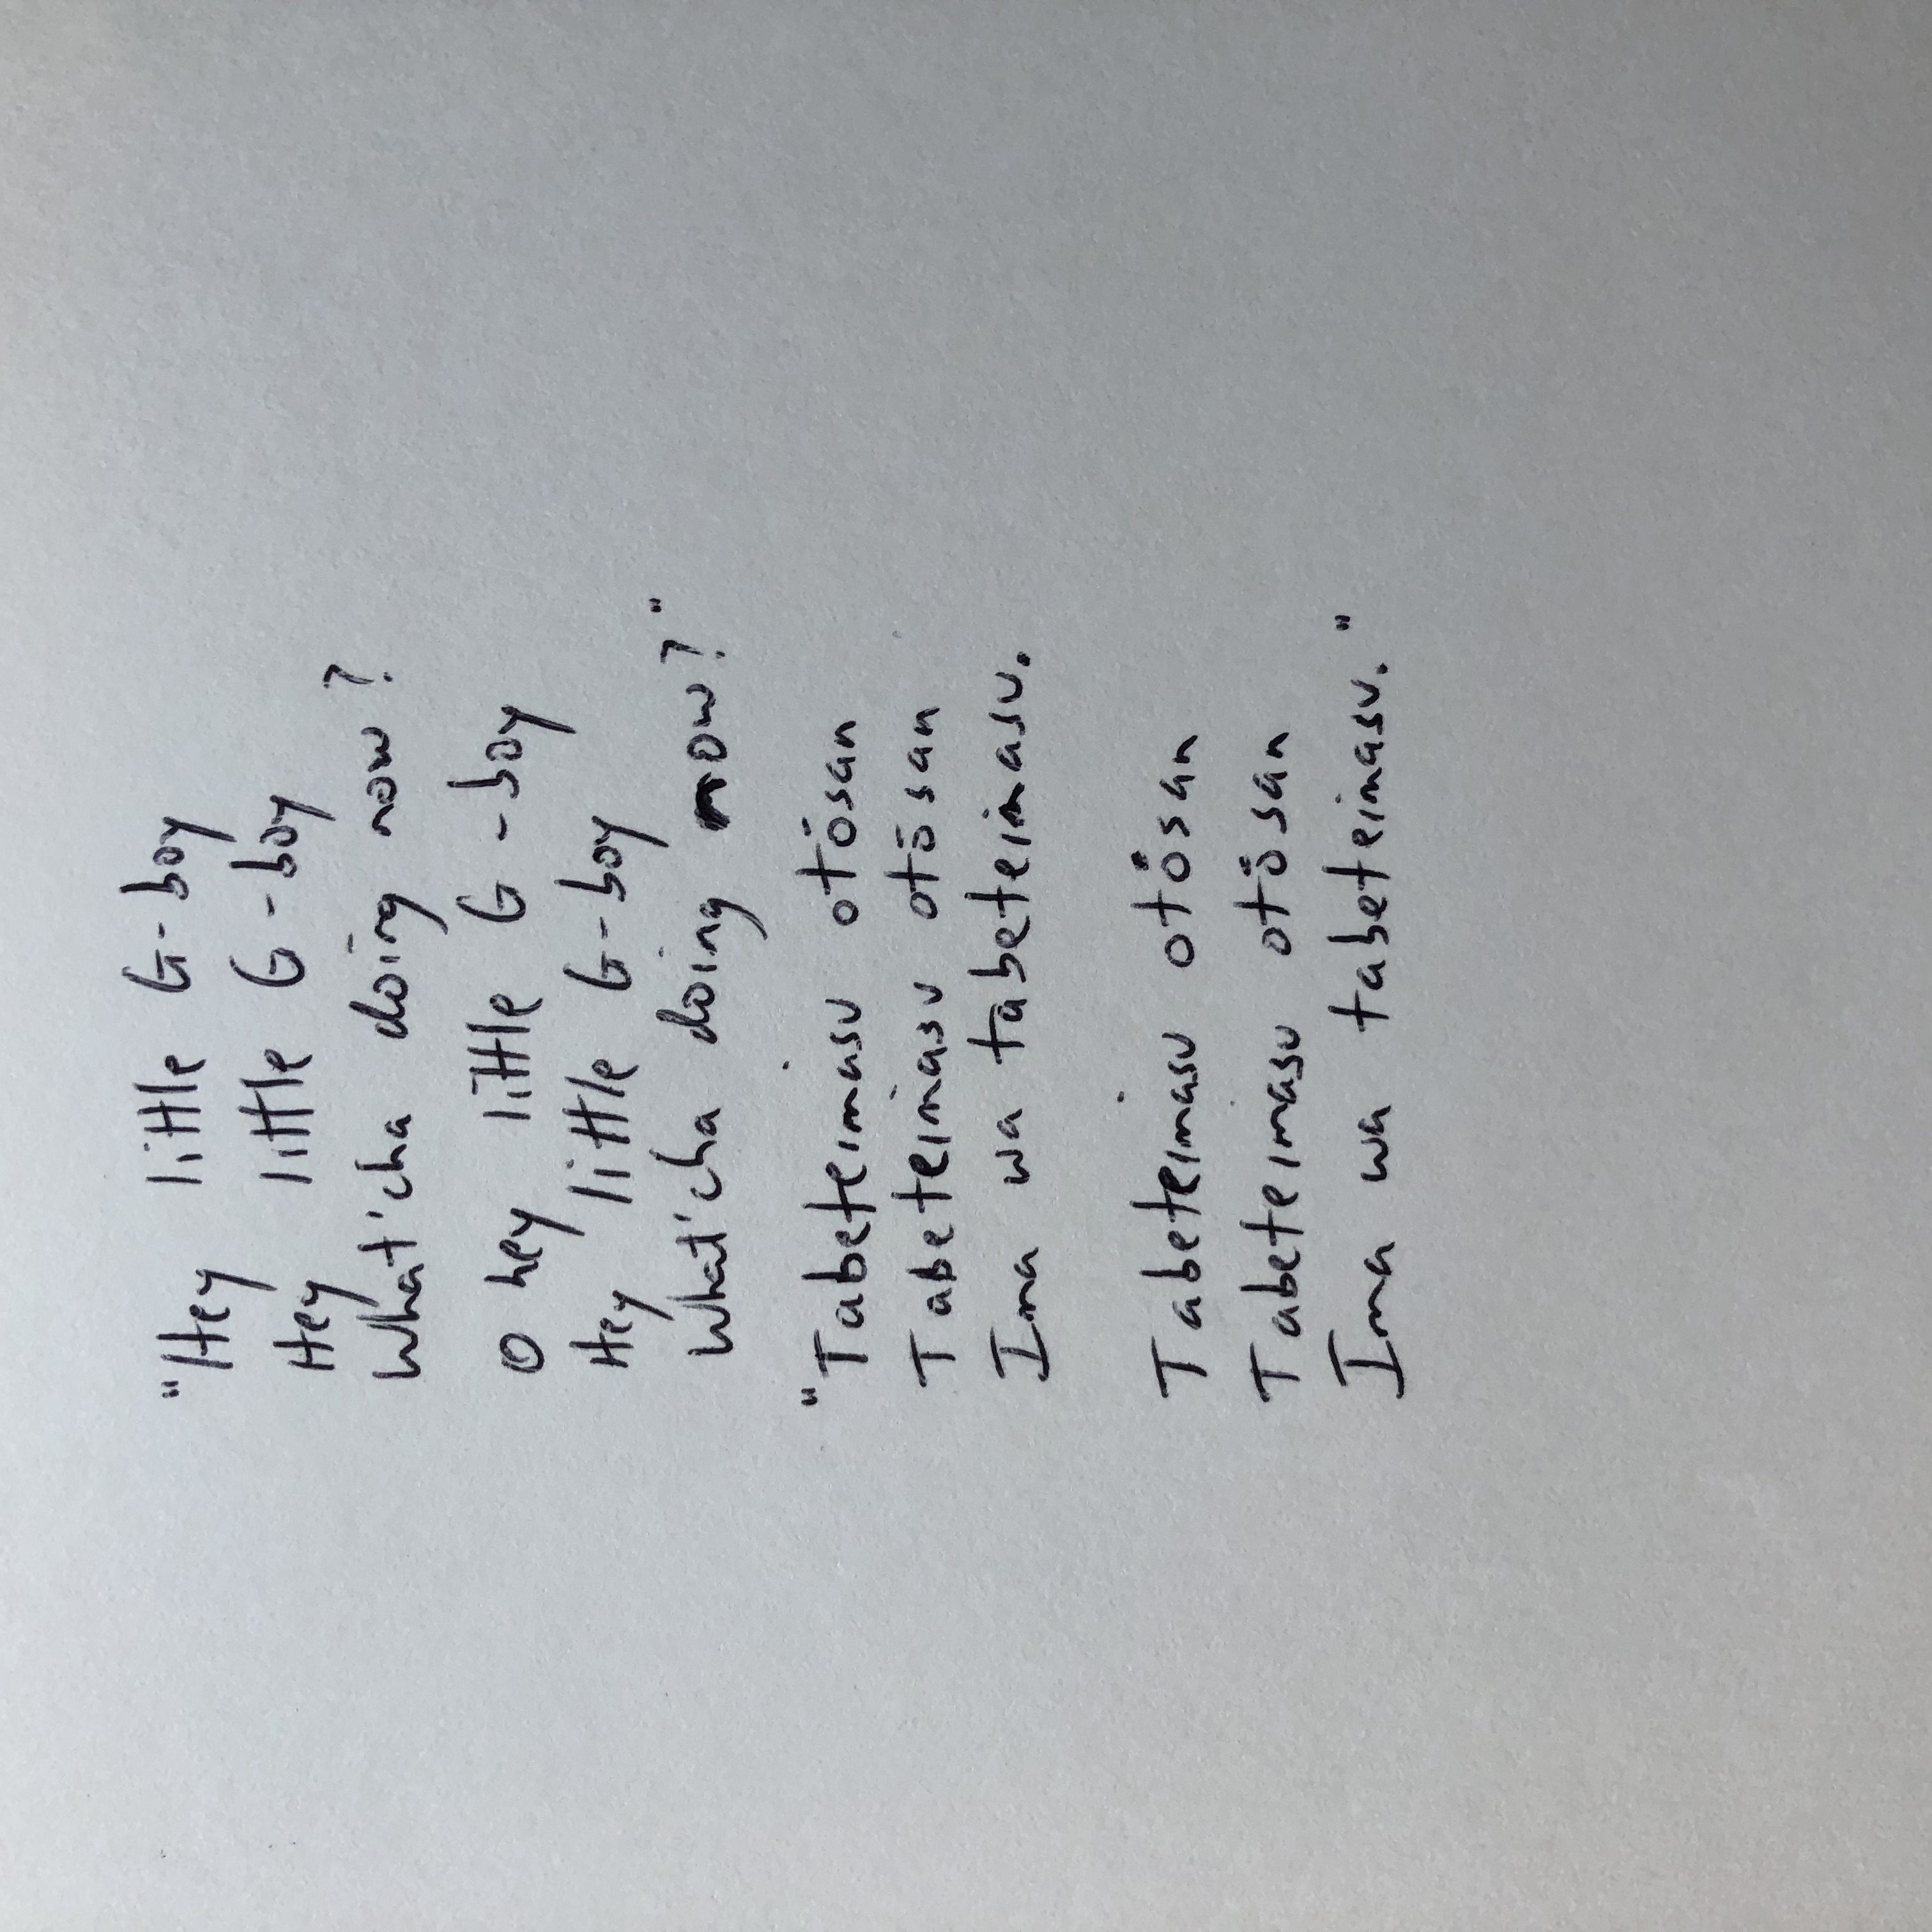 "Hey little G-boy
Hey little G-boy
What'cha doing now?
O hey little G-boy
Hey little G-boy
What'cha doing now?"
"Tabeteimasu otōsan
Tabeteimasu otōsan
Ima wa tabeteimasu.
Tabeteimasu otōsan
Tabeteimasu otōsan
Ima wa tabeteimasu."